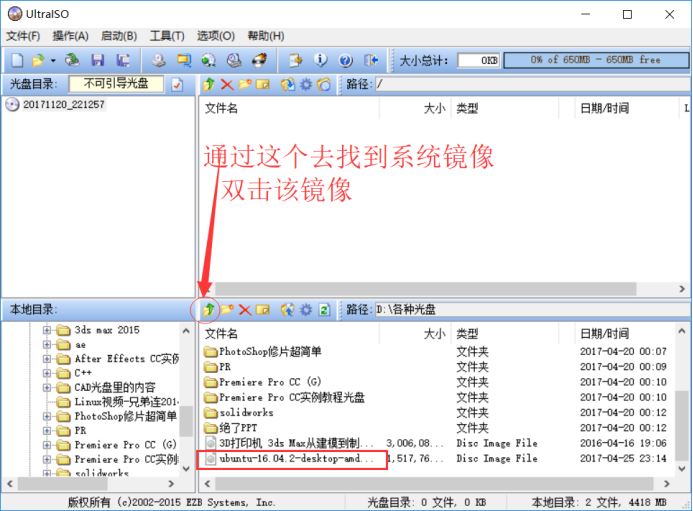 UltraISO
文件(F) 操作(A) 启动(B) 工具(T) 选项(O) 帮助(H)
大小总计: 0KB 0% of 650MB - 650MB free
光盘目录: 不可引导光盘 路径: /
20171120_221257
文件名 大小 类型 日期/时间 L
通过这个去找到系统镜像
双击该镜像
本地目录: 路径: D:\各种光盘
文件名 大小 类型 日期/时间
3ds max 2015
ae
After Effects CC实例
C++
CAD光盘里的内容
Linux视频-兄弟连201
PhotoShop修片超简单
PR
Premiere Pro CC (G)
Premiere Pro CC实例
solidworks
PhotoShop修片超简单 文件夹 2017-04-20 00:07
PR 文件夹 2017-04-20 00:09
Premiere Pro CC (G) 文件夹 2017-04-20 00:10
Premiere Pro CC实例教程光盘 文件夹 2017-04-20 00:10
solidworks 文件夹 2017-04-20 00:12
绝了PPT 文件夹 2017-04-20 00:12
3D打印机 3ds Max从建模到制... 3,006,08... Disc Image File 2016-04-16 19:06
ubuntu-16.04.2-desktop-amd... 1,517,76... Disc Image File 2017-04-25 23:14
版权所有 (c)2002-2015 EZB Systems, Inc. 光盘目录: 0 文件, 0 KB 本地目录: 2 文件, 4418 MB